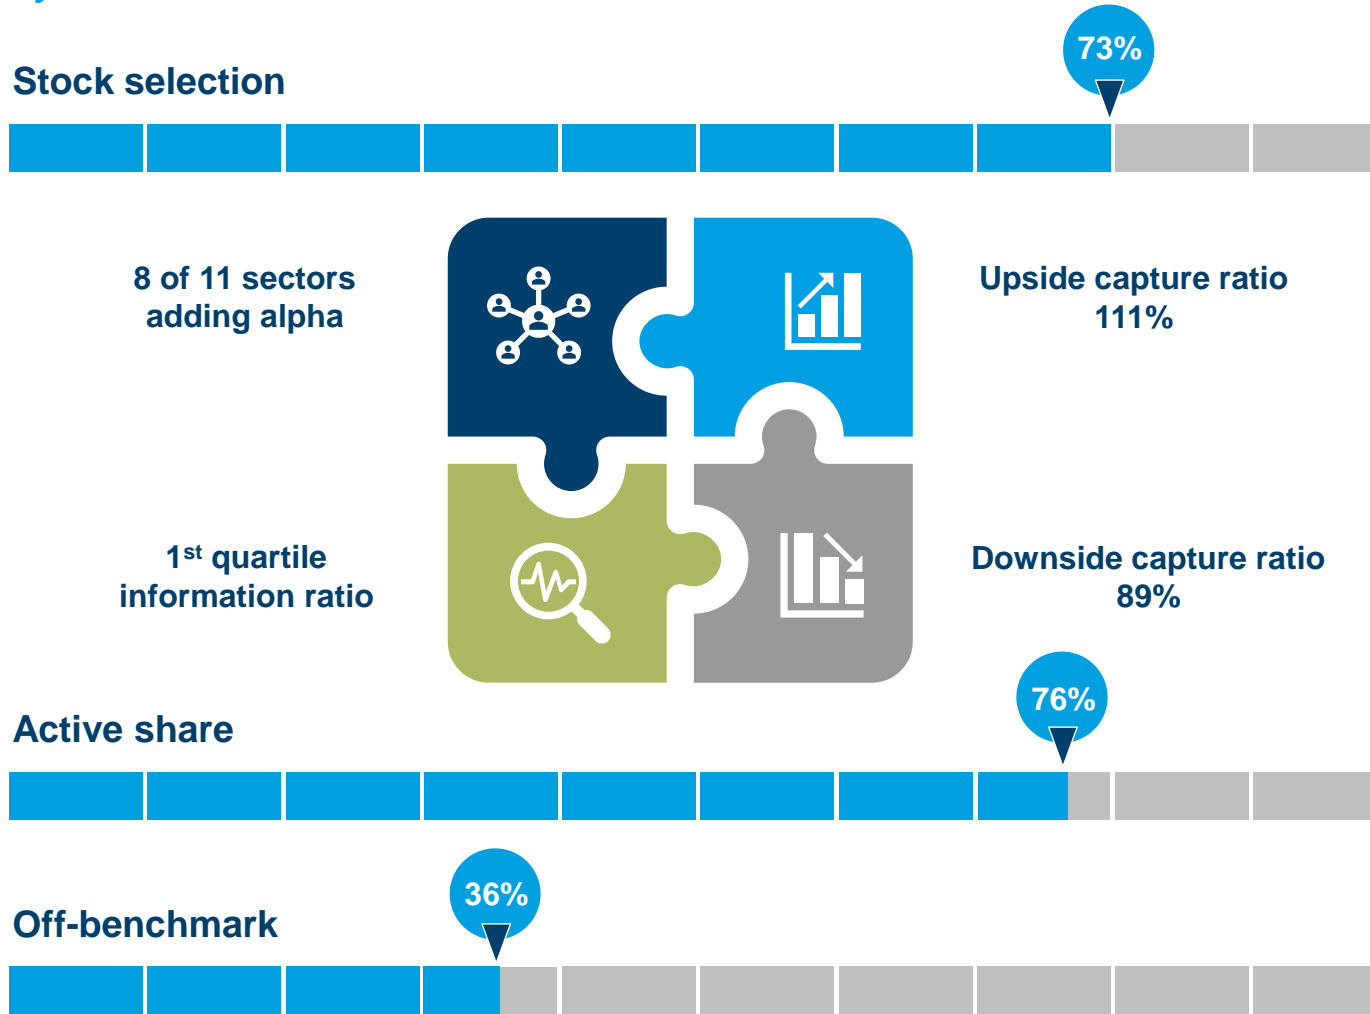 73%
Stock selection
8 of 11 sectors
adding alpha
Upside capture ratio
111%
1st quartile
information ratio
Downside capture ratio
89%
76%
Active share
36%
Off-benchmark